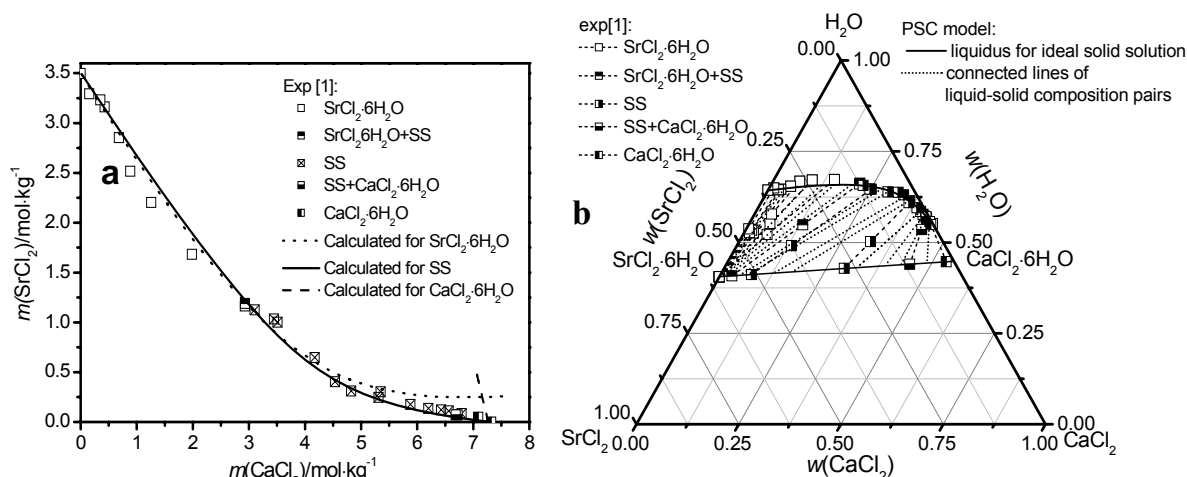 a
m(SrCl₂)/mol·kg⁻¹
3.5
3.0
2.5
2.0
1.5
1.0
0.5
0.0
0 1 2 3 4 5 6 7 8
m(CaCl₂)/mol·kg⁻¹
Exp [1]:
SrCl₂·6H₂O
SrCl₂6H₂O+SS
SS
SS+CaCl₂·6H₂O
CaCl₂·6H₂O
Calculated for SrCl₂·6H₂O
Calculated for SS
Calculated for CaCl₂·6H₂O
b
exp[1]:
SrCl₂·6H₂O
SrCl₂·6H₂O+SS
SS
SS+CaCl₂·6H₂O
CaCl₂·6H₂O
H₂O
PSC model:
liquidus for ideal solid solution
connected lines of
liquid-solid composition pairs
0.00 1.00
0.25 0.75
w(SrCl₂) w(H₂O)
0.50 0.50
SrCl₂·6H₂O CaCl₂·6H₂O
0.75 0.25
1.00 0.00
SrCl₂ CaCl₂
0.00 0.25 0.50 0.75 1.00
w(CaCl₂)